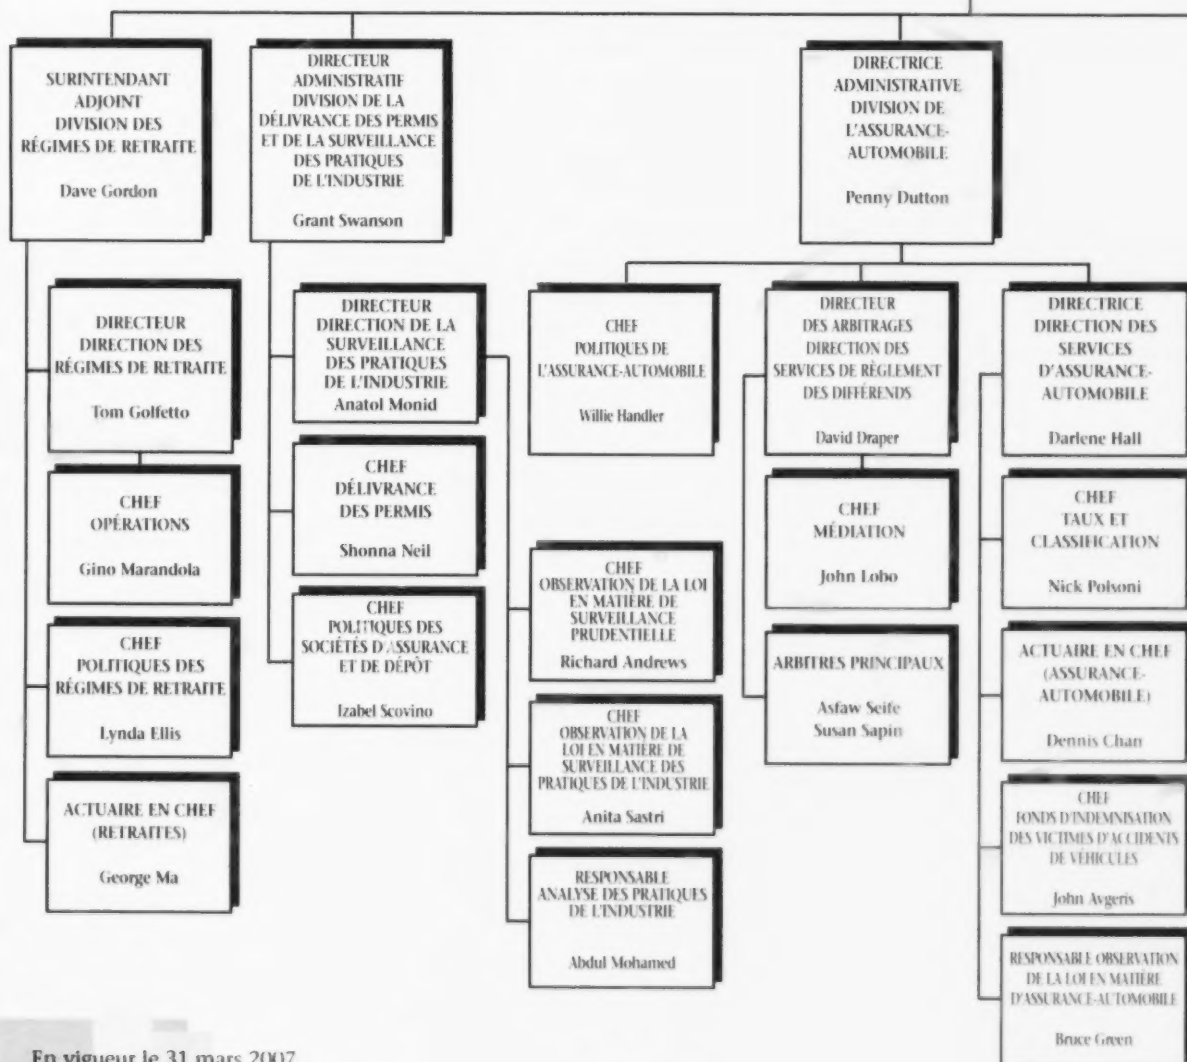 SURINTENDANT
ADJOINT
DIVISION DES
RÉGIMES DE RETRAITE
Dave Gordon
DIRECTEUR
DIRECTION DES
RÉGIMES DE RETRAITE
Tom Golfetto
CHEF
OPÉRATIONS
Gino Marandola
CHEF
POLITIQUES DES
RÉGIMES DE RETRAITE
Lynda Ellis
ACTUAIRE EN CHEF
(RETRAITES)
George Ma
DIRECTEUR
ADMINISTRATIF
DIVISION DE LA
DÉLIVRANCE DES PERMIS
ET DE LA SURVEILLANCE
DES PRATIQUES
DE L'INDUSTRIE
Grant Swanson
DIRECTEUR
DIRECTION DE LA
SURVEILLANCE
DES PRATIQUES
DE L'INDUSTRIE
Anatol Monid
CHEF
DÉLIVRANCE
DES PERMIS
Shonna Neil
CHEF
POLITIQUES DES
SOCIÉTÉS D'ASSURANCE
ET DE DÉPÔT
Izabel Scovino
CHEF
OBSERVATION DE LA LOI
EN MATIÈRE DE
SURVEILLANCE
PRUDENTIELLE
Richard Andrews
CHEF
OBSERVATION DE LA
LOI EN MATIÈRE DE
SURVEILLANCE DES
PRATIQUES DE L'INDUSTRIE
Anita Sastri
RESPONSABLE
ANALYSE DES PRATIQUES
DE L'INDUSTRIE
Abdul Mohamed
DIRECTRICE
ADMINISTRATIVE
DIVISION DE
L'ASSURANCE-
AUTOMOBILE
Penny Dutton
CHEF
POLITIQUES DE
L'ASSURANCE-AUTOMOBILE
Willie Handler
DIRECTEUR
DES ARBITRAGES
DIRECTION DES
SERVICES DE RÈGLEMENT
DES DIFFÉRENDS
David Draper
CHEF
MÉDIATION
John Lobo
ARBITRES PRINCIPAUX
Asfaw Seife
Susan Sapin
DIRECTRICE
DIRECTION DES
SERVICES
D'ASSURANCE-
AUTOMOBILE
Darlene Hall
CHEF
TAUX ET
CLASSIFICATION
Nick Polsoni
ACTUAIRE EN CHEF
(ASSURANCE-
AUTOMOBILE)
Dennis Chan
CHEF
FONDS D'INDEMNISATION
DES VICTIMES D'ACCIDENTS
DE VÉHICULES
John Avgeris
RESPONSABLE OBSERVATION
DE LA LOI EN MATIÈRE
D'ASSURANCE-AUTOMOBILE
Bruce Green
En vigueur le 31 mars 2007